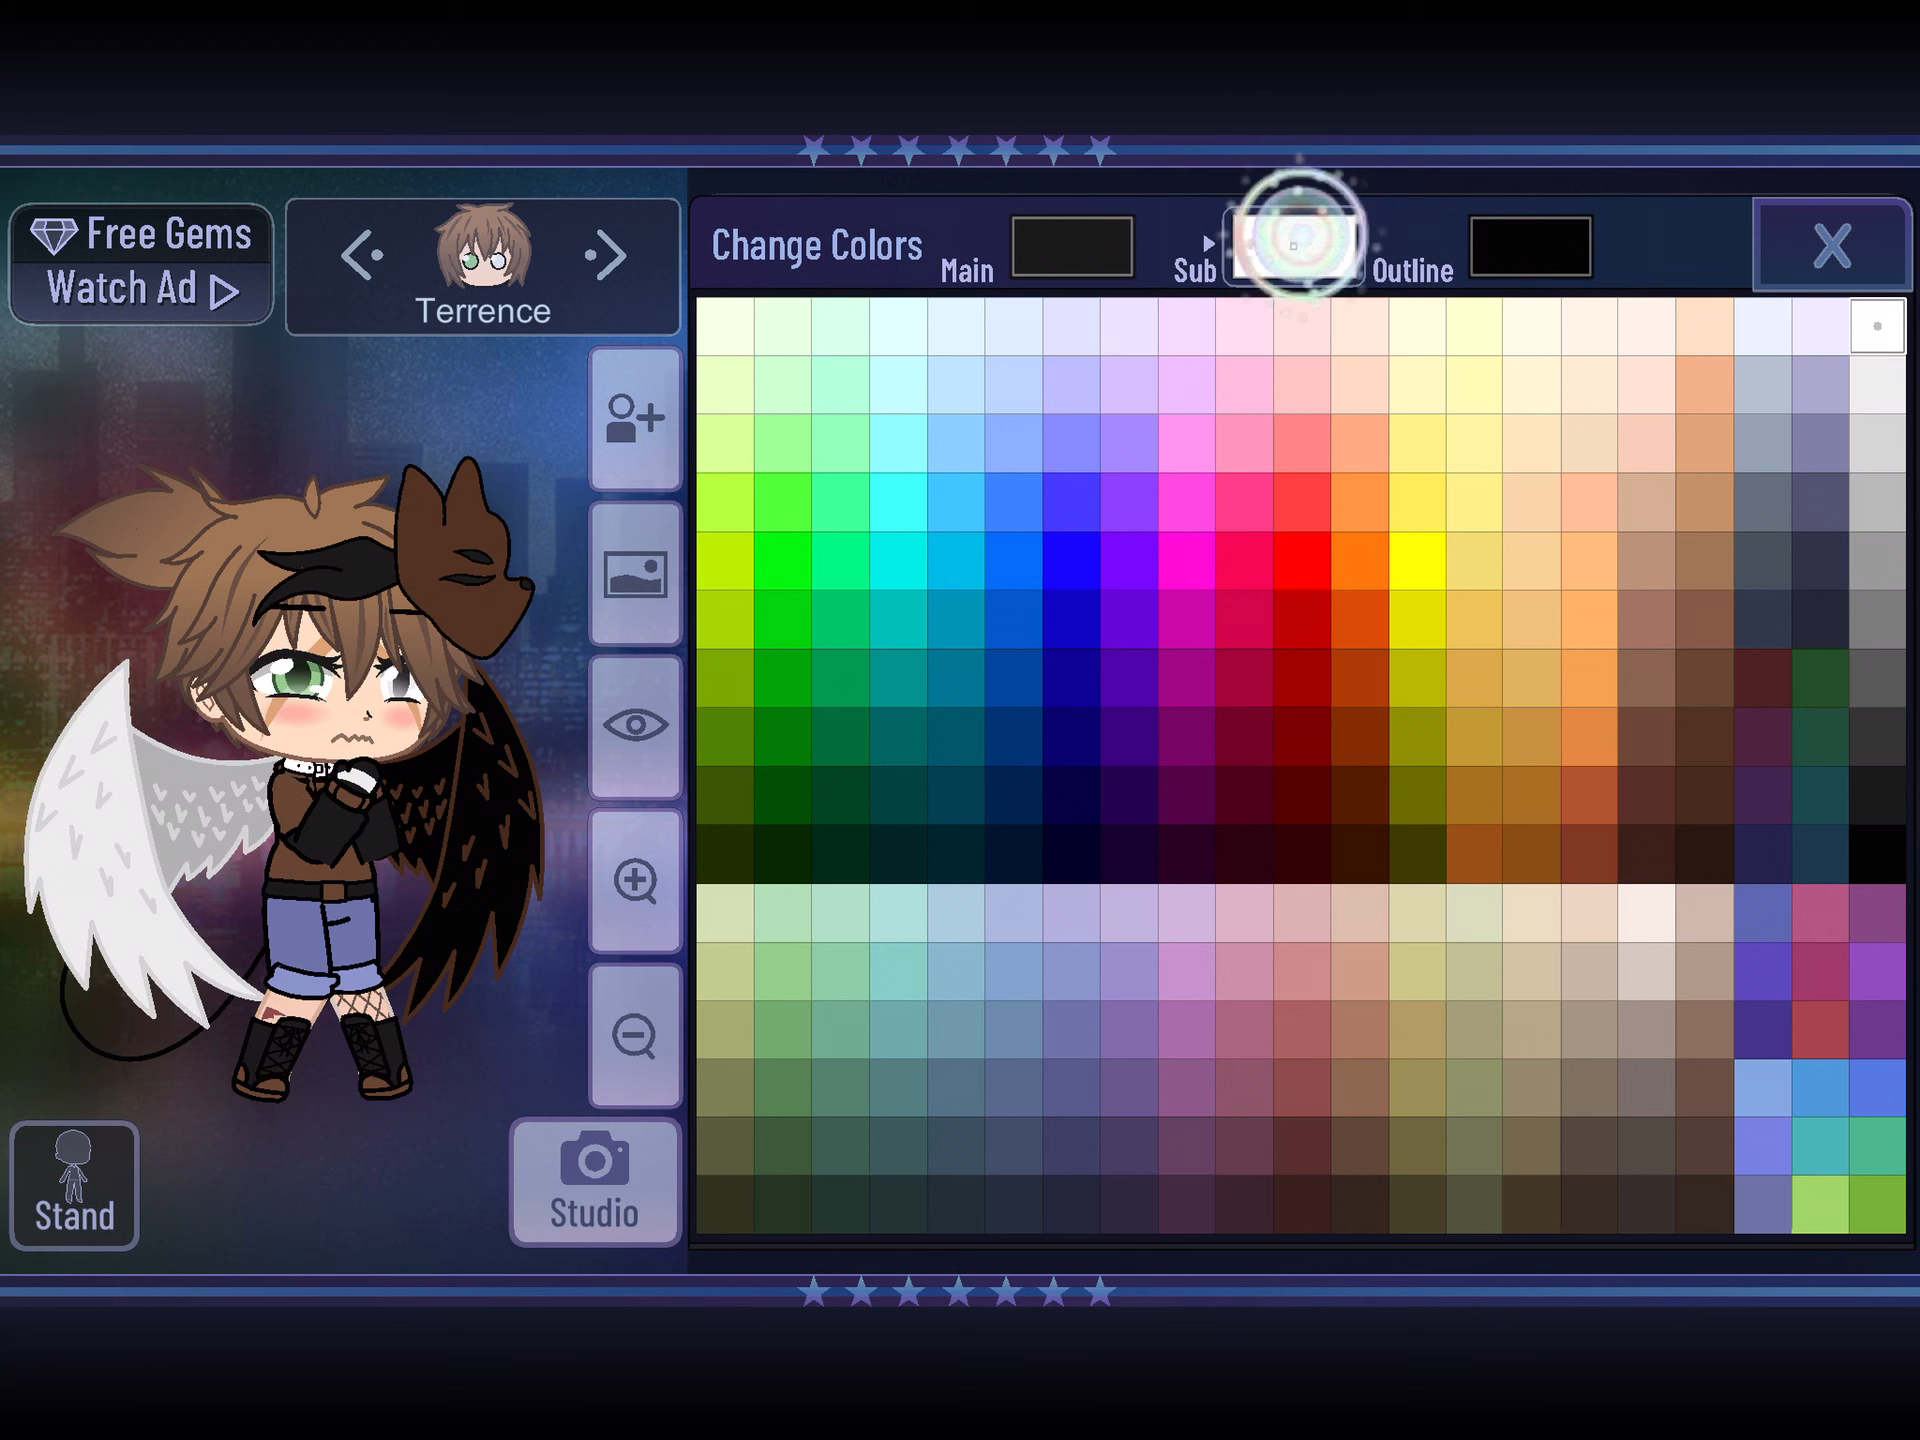 Free Gems
Watch Ad
Terrence
Change Colors
Main
Sub
Outline
X
Stand
Studio